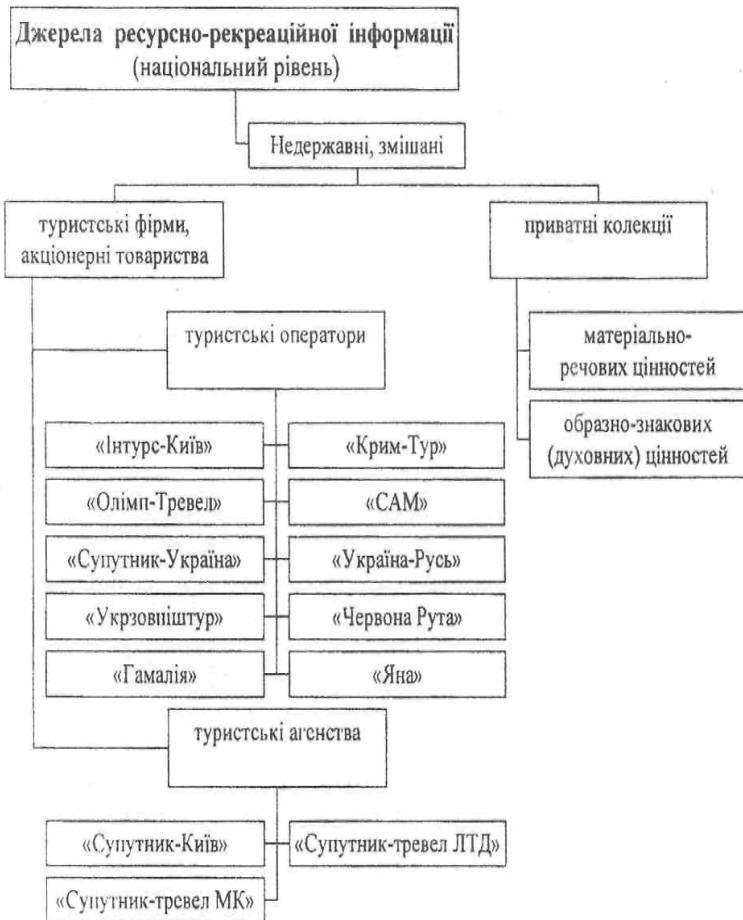 Джерела ресурсно-рекреаційної інформації
(національний рівень)
Недержавні, змішані
туристські фірми,
акціонерні товариства
приватні колекції
туристські оператори
матеріально-
речових цінностей
образно-знакових
(духовних) цінностей
«Інтурс-Київ»
«Крим-Тур»
«Олімп-Тревел»
«САМ»
«Супутник-Україна»
«Україна-Русь»
«Укрзовніштур»
«Червона Рута»
«Гамалія»
«Яна»
туристські агенства
«Супутник-Київ»
«Супутник-тревел ЛТД»
«Супутник-тревел МК»